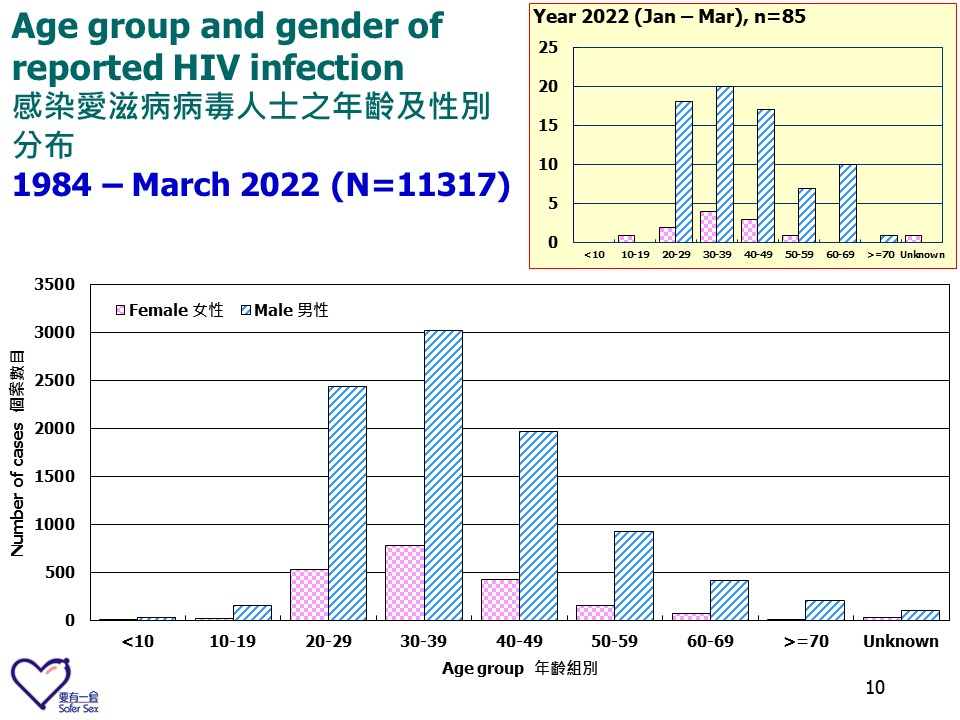 Age group and gender of
reported HIV infection
感染愛滋病病毒人士之年齡及性別
分布
1984 – March 2022 (N=11317)
Year 2022 (Jan – Mar), n=85
25
20
15
10
5
0
<10 10-19 20-29 30-39 40-49 50-59 60-69 >=70 Unknown
3500
3000
2500
2000
1500
1000
500
0
Female 女性 Male 男性
Number of cases 個案數目
<10 10-19 20-29 30-39 40-49 50-59 60-69 >=70 Unknown
Age group 年齡組別
要有一套
Safer Sex
10